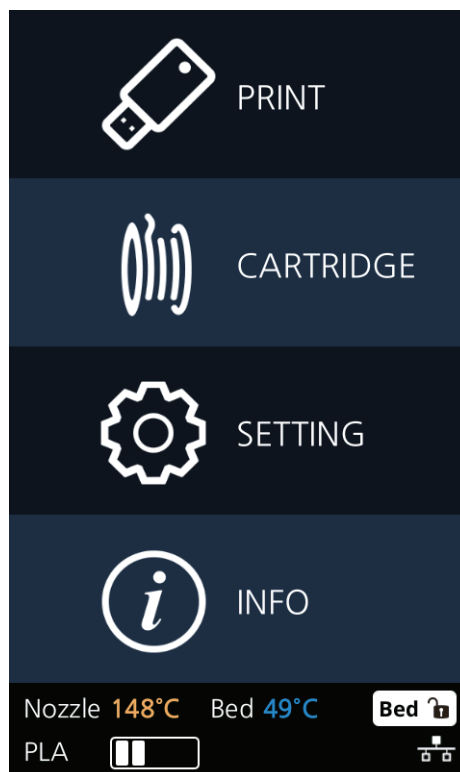 PRINT
CARTRIDGE
SETTING
i INFO
Nozzle 148°C Bed 49°C Bed
PLA